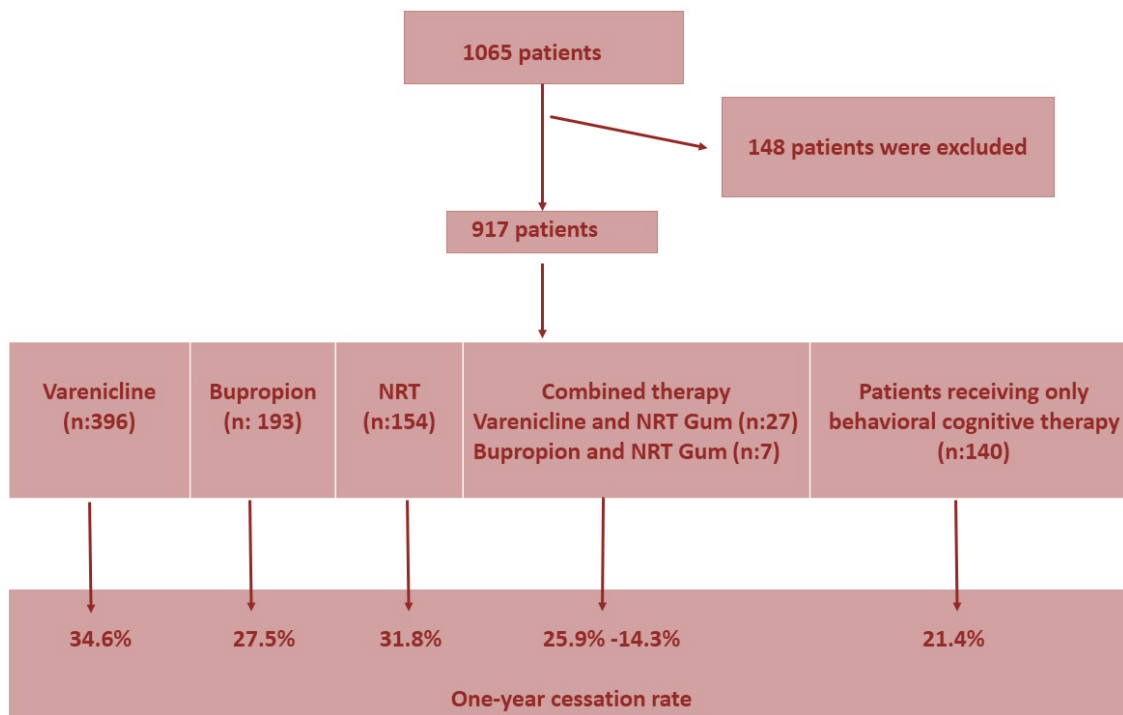 1065 patients
148 patients were excluded
917 patients
Varenicline
(n:396)
Bupropion
(n: 193)
NRT
(n:154)
Combined therapy
Varenicline and NRT Gum (n:27)
Bupropion and NRT Gum (n:7)
Patients receiving only
behavioral cognitive therapy
(n:140)
34.6%
27.5%
31.8%
25.9% -14.3%
21.4%
One-year cessation rate